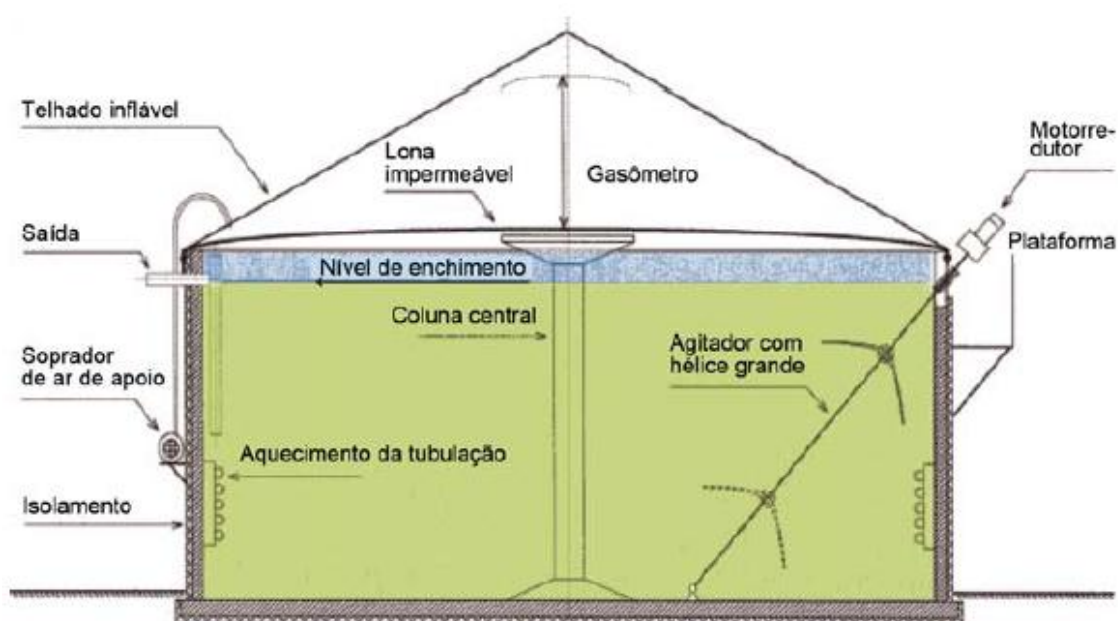 Telhado inflável
Lona
impermeável
Gasômetro
Motorre-
dutor
Saída
Plataforma
Nível de enchimento
Coluna central
Agitador com
hélice grande
Soprador
de ar de apoio
Aquecimento da tubulação
Isolamento